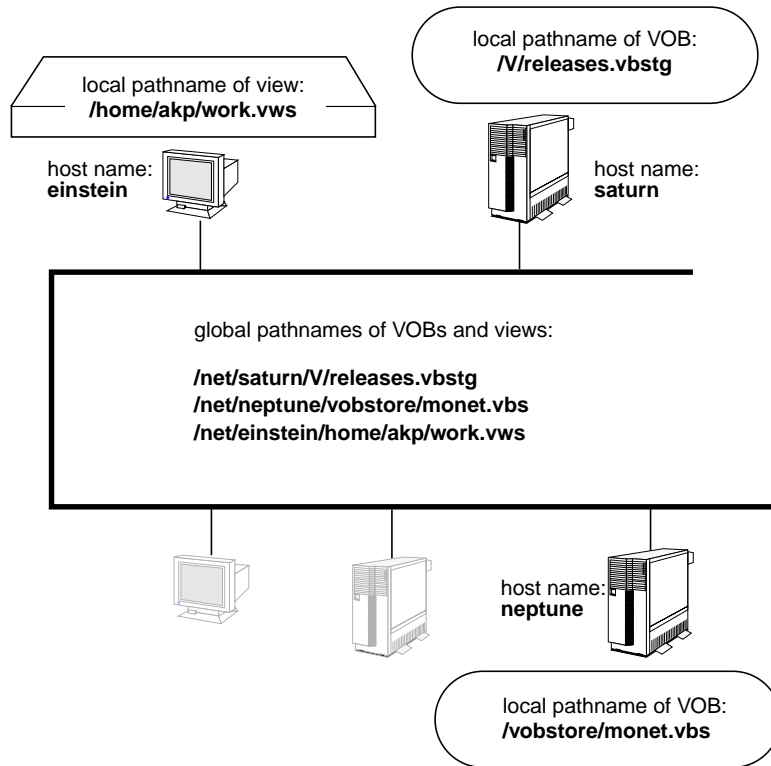 local pathname of VOB:
/V/releases.vbstg
local pathname of view:
/home/akp/work.vws
host name:
einstein
host name:
saturn
global pathnames of VOBs and views:
/net/saturn/V/releases.vbstg
/net/neptune/vobstore/monet.vbs
/net/einstein/home/akp/work.vws
host name:
neptune
local pathname of VOB:
/vobstore/monet.vbs